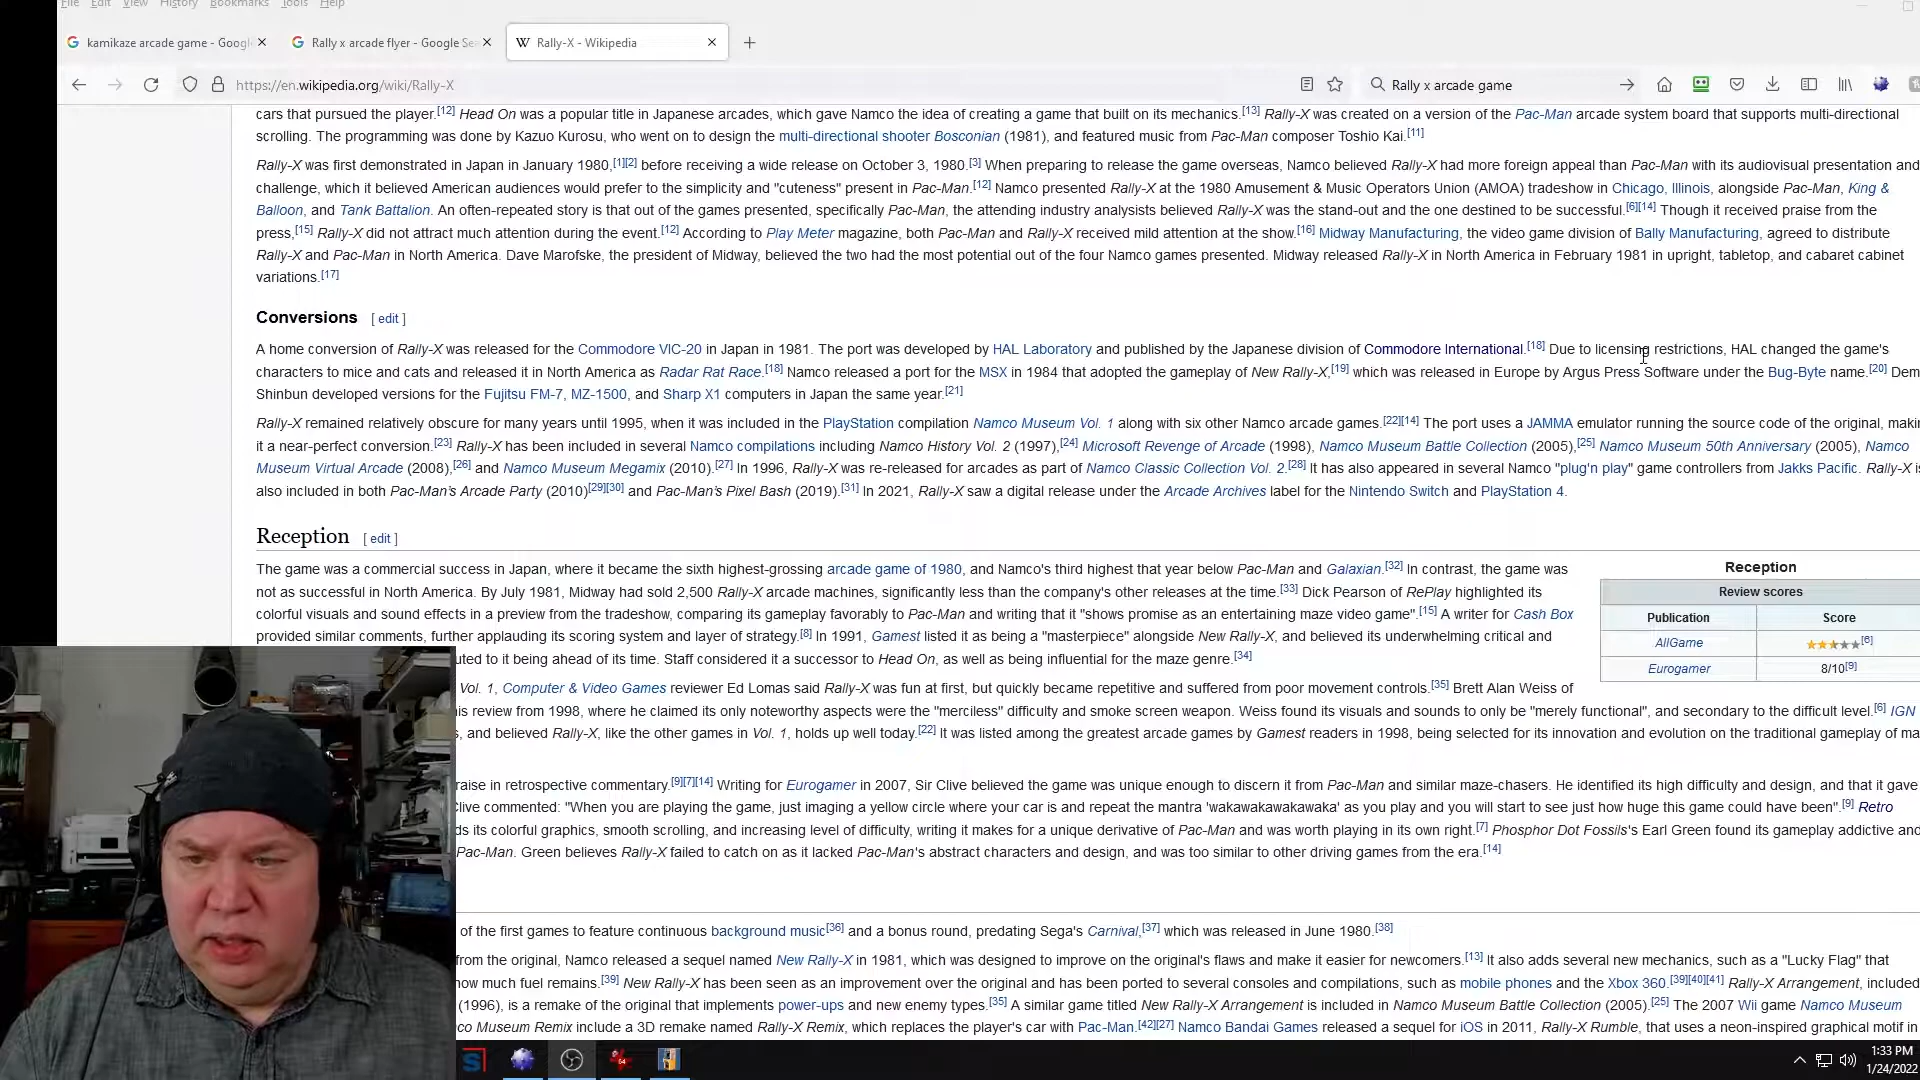 File Edit View History Bookmarks Tools Help
kamikaze arcade game - Googl
Rally x arcade flyer - Google Sea
Rally-X - Wikipedia
https://en.wikipedia.org/wiki/Rally-X
Rally x arcade game
cars that pursued the player.[12] Head On was a popular title in Japanese arcades, which gave Namco the idea of creating a game that built on its mechanics.[13] Rally-X was created on a version of the Pac-Man arcade system board that supports multi-directional
scrolling. The programming was done by Kazuo Kurosu, who went on to design the multi-directional shooter Bosconian (1981), and featured music from Pac-Man composer Toshio Kai.[11]
Rally-X was first demonstrated in Japan in January 1980,[1][2] before receiving a wide release on October 3, 1980.[3] When preparing to release the game overseas, Namco believed Rally-X had more foreign appeal than Pac-Man with its audiovisual presentation and
challenge, which it believed American audiences would prefer to the simplicity and "cuteness" present in Pac-Man.[12] Namco presented Rally-X at the 1980 Amusement & Music Operators Union (AMOA) tradeshow in Chicago, Illinois, alongside Pac-Man, King &
Balloon, and Tank Battalion. An often-repeated story is that out of the games presented, specifically Pac-Man, the attending industry analysists believed Rally-X was the stand-out and the one destined to be successful.[6][14] Though it received praise from the
press,[15] Rally-X did not attract much attention during the event.[12] According to Play Meter magazine, both Pac-Man and Rally-X received mild attention at the show.[16] Midway Manufacturing, the video game division of Bally Manufacturing, agreed to distribute
Rally-X and Pac-Man in North America. Dave Marofske, the president of Midway, believed the two had the most potential out of the four Namco games presented. Midway released Rally-X in North America in February 1981 in upright, tabletop, and cabaret cabinet
variations.[17]
Conversions [ edit ]
A home conversion of Rally-X was released for the Commodore VIC-20 in Japan in 1981. The port was developed by HAL Laboratory and published by the Japanese division of Commodore International.[18] Due to licensing restrictions, HAL changed the game's
characters to mice and cats and released it in North America as Radar Rat Race.[18] Namco released a port for the MSX in 1984 that adopted the gameplay of New Rally-X,[19] which was released in Europe by Argus Press Software under the Bug-Byte name.[20] Dem
Shinbun developed versions for the Fujitsu FM-7, MZ-1500, and Sharp X1 computers in Japan the same year.[21]
Rally-X remained relatively obscure for many years until 1995, when it was included in the PlayStation compilation Namco Museum Vol. 1 along with six other Namco arcade games.[22][14] The port uses a JAMMA emulator running the source code of the original, maki
it a near-perfect conversion.[23] Rally-X has been included in several Namco compilations including Namco History Vol. 2 (1997),[24] Microsoft Revenge of Arcade (1998), Namco Museum Battle Collection (2005),[25] Namco Museum 50th Anniversary (2005), Namco
Museum Virtual Arcade (2008),[26] and Namco Museum Megamix (2010).[27] In 1996, Rally-X was re-released for arcades as part of Namco Classic Collection Vol. 2.[28] It has also appeared in several Namco "plug'n play" game controllers from Jakks Pacific. Rally-X is
also included in both Pac-Man's Arcade Party (2010)[29][30] and Pac-Man's Pixel Bash (2019).[31] In 2021, Rally-X saw a digital release under the Arcade Archives label for the Nintendo Switch and PlayStation 4.
Reception [ edit ]
The game was a commercial success in Japan, where it became the sixth highest-grossing arcade game of 1980, and Namco's third highest that year below Pac-Man and Galaxian.[32] In contrast, the game was
not as successful in North America. By July 1981, Midway had sold 2,500 Rally-X arcade machines, significantly less than the company's other releases at the time.[33] Dick Pearson of RePlay highlighted its
colorful visuals and sound effects in a preview from the tradeshow, comparing its gameplay favorably to Pac-Man and writing that it "shows promise as an entertaining maze video game".[15] A writer for Cash Box
provided similar comments, further applauding its scoring system and layer of strategy.[8] In 1991, Gamest listed it as being a "masterpiece" alongside New Rally-X, and believed its underwhelming critical and
uted to it being ahead of its time. Staff considered it a successor to Head On, as well as being influential for the maze genre.[34]
Reception
Review scores
Publication Score
AllGame [6]
Eurogamer 8/10[9]
Vol. 1, Computer & Video Games reviewer Ed Lomas said Rally-X was fun at first, but quickly became repetitive and suffered from poor movement controls.[35] Brett Alan Weiss of
is review from 1998, where he claimed its only noteworthy aspects were the "merciless" difficulty and smoke screen weapon. Weiss found its visuals and sounds to only be "merely functional", and secondary to the difficult level.[6] IGN
s, and believed Rally-X, like the other games in Vol. 1, holds up well today.[22] It was listed among the greatest arcade games by Gamest readers in 1998, being selected for its innovation and evolution on the traditional gameplay of ma
raise in retrospective commentary.[9][7][14] Writing for Eurogamer in 2007, Sir Clive believed the game was unique enough to discern it from Pac-Man and similar maze-chasers. He identified its high difficulty and design, and that it gave
Clive commented: "When you are playing the game, just imaging a yellow circle where your car is and repeat the mantra 'wakawakawakawaka' as you play and you will start to see just how huge this game could have been".[9] Retro
ds its colorful graphics, smooth scrolling, and increasing level of difficulty, writing it makes for a unique derivative of Pac-Man and was worth playing in its own right.[7] Phosphor Dot Fossils's Earl Green found its gameplay addictive and
Pac-Man. Green believes Rally-X failed to catch on as it lacked Pac-Man's abstract characters and design, and was too similar to other driving games from the era.[14]
of the first games to feature continuous background music[36] and a bonus round, predating Sega's Carnival,[37] which was released in June 1980.[38]
from the original, Namco released a sequel named New Rally-X in 1981, which was designed to improve on the original's flaws and make it easier for newcomers.[13] It also adds several new mechanics, such as a "Lucky Flag" that
how much fuel remains.[39] New Rally-X has been seen as an improvement over the original and has been ported to several consoles and compilations, such as mobile phones and the Xbox 360.[39][40][41] Rally-X Arrangement, included
(1996), is a remake of the original that implements power-ups and new enemy types.[35] A similar game titled New Rally-X Arrangement is included in Namco Museum Battle Collection (2005).[25] The 2007 Wii game Namco Museum
co Museum Remix include a 3D remake named Rally-X Remix, which replaces the player's car with Pac-Man.[42][27] Namco Bandai Games released a sequel for iOS in 2011, Rally-X Rumble, that uses a neon-inspired graphical motif in
1:33 PM
1/24/2022